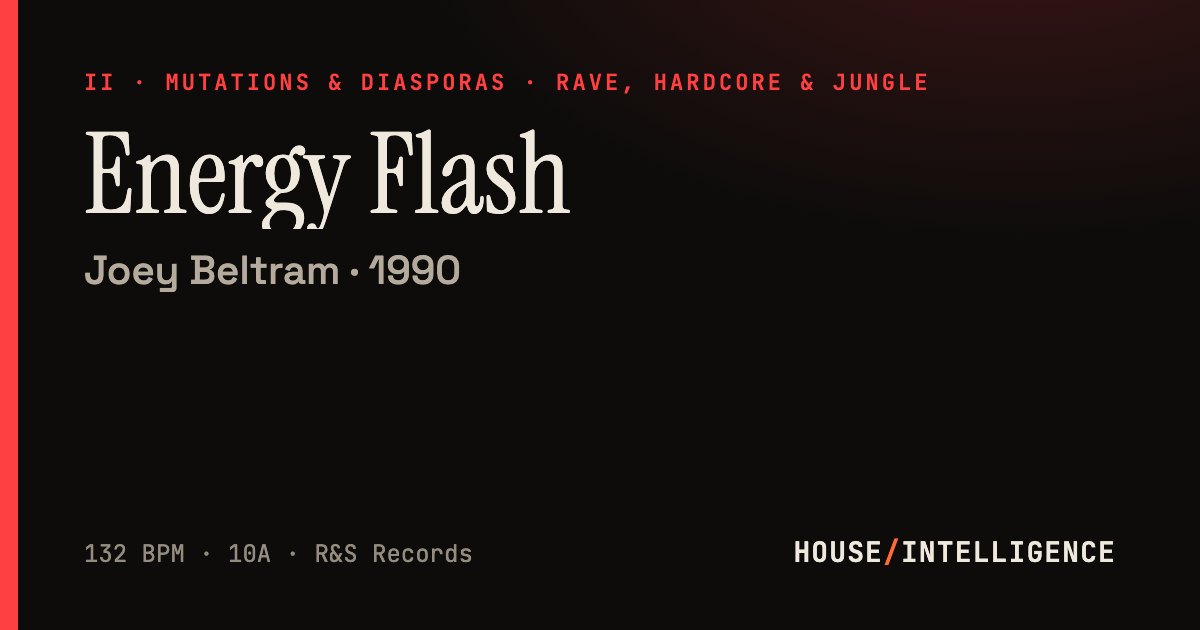 II · MUTATIONS & DIASPORAS · RAVE, HARDCORE & JUNGLE
Energy Flash
Joey Beltram · 1990
132 BPM · 10A · R&S Records
HOUSE/INTELLIGENCE